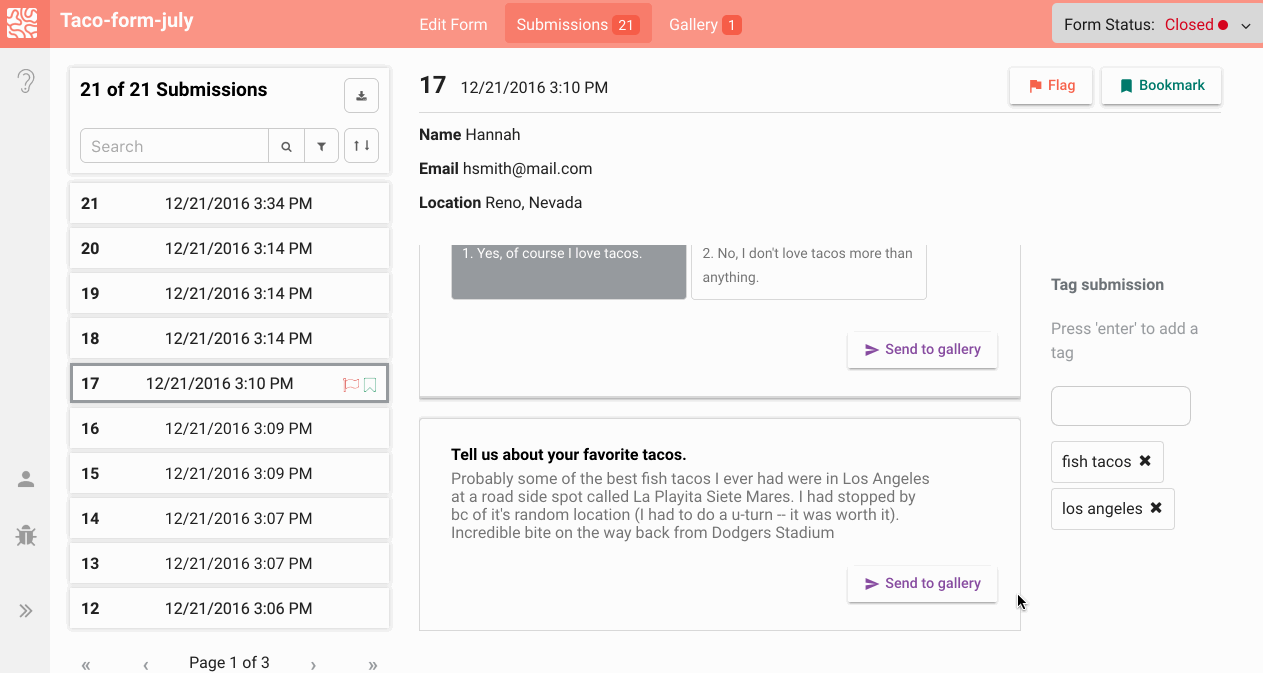 Taco-form-july
Edit Form
Submissions 21
Gallery 1
Form Status: Closed
21 of 21 Submissions
Search
21 12/21/2016 3:34 PM
20 12/21/2016 3:14 PM
19 12/21/2016 3:14 PM
18 12/21/2016 3:14 PM
17 12/21/2016 3:10 PM
16 12/21/2016 3:09 PM
15 12/21/2016 3:09 PM
14 12/21/2016 3:07 PM
13 12/21/2016 3:07 PM
12 12/21/2016 3:06 PM
« ‹ Page 1 of 3 › »
17 12/21/2016 3:10 PM
Flag
Bookmark
Name Hannah
Email hsmith@mail.com
Location Reno, Nevada
1. Yes, of course I love tacos.
2. No, I don't love tacos more than
anything.
Send to gallery
Tell us about your favorite tacos.
Probably some of the best fish tacos I ever had were in Los Angeles
at a road side spot called La Playita Siete Mares. I had stopped by
bc of it's random location (I had to do a u-turn -- it was worth it).
Incredible bite on the way back from Dodgers Stadium
Send to gallery
Tag submission
Press 'enter' to add a
tag
fish tacos ✖
los angeles ✖